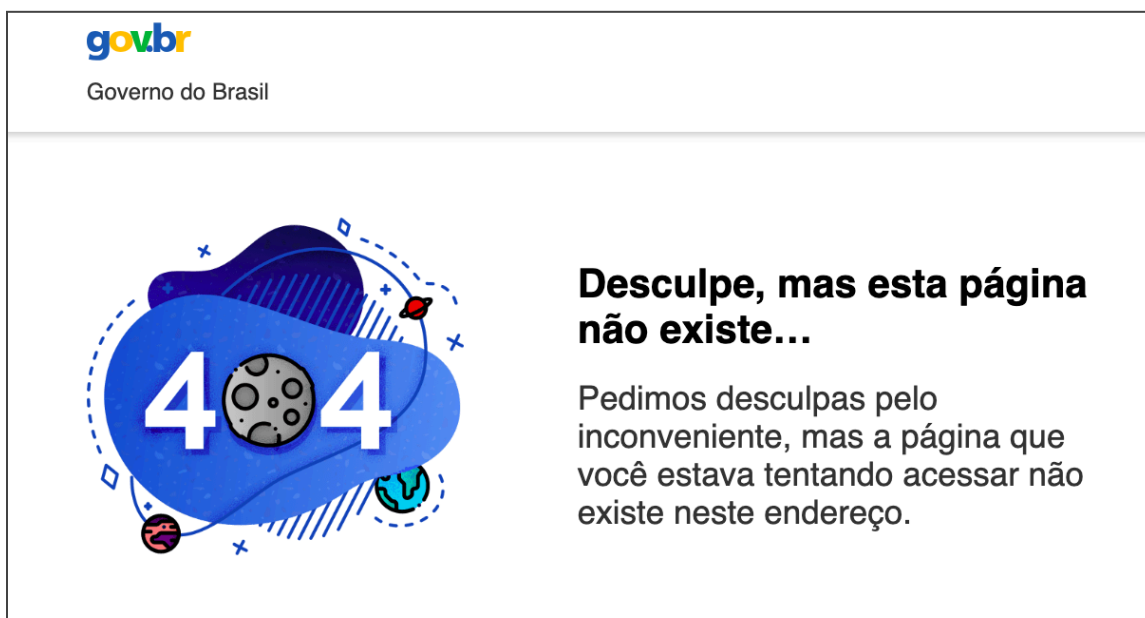 gov.br
Governo do Brasil
404
Desculpe, mas esta página
não existe...
Pedimos desculpas pelo
inconveniente, mas a página que
você estava tentando acessar não
existe neste endereço.